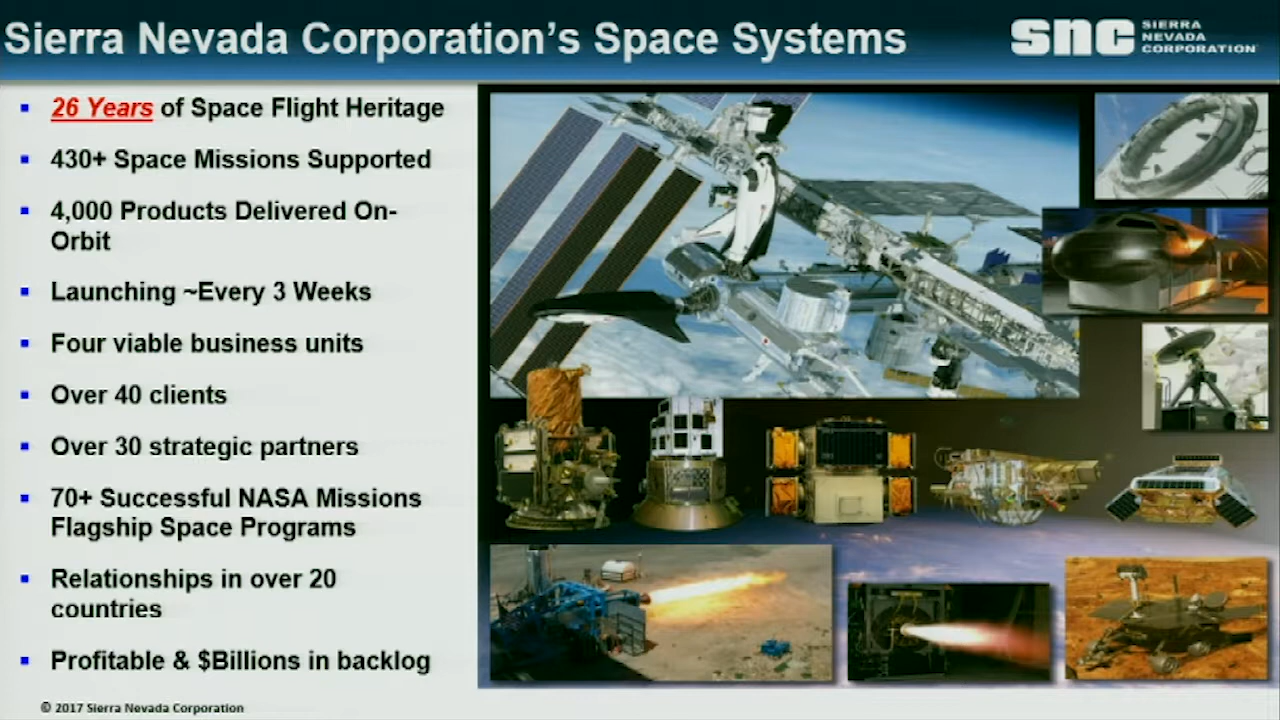 Sierra Nevada Corporation's Space Systems
snc SIERRA
NEVADA
CORPORATION
26 Years of Space Flight Heritage
430+ Space Missions Supported
4,000 Products Delivered On-
Orbit
Launching ~Every 3 Weeks
Four viable business units
Over 40 clients
Over 30 strategic partners
70+ Successful NASA Missions
Flagship Space Programs
Relationships in over 20
countries
Profitable & $Billions in backlog
© 2017 Sierra Nevada Corporation